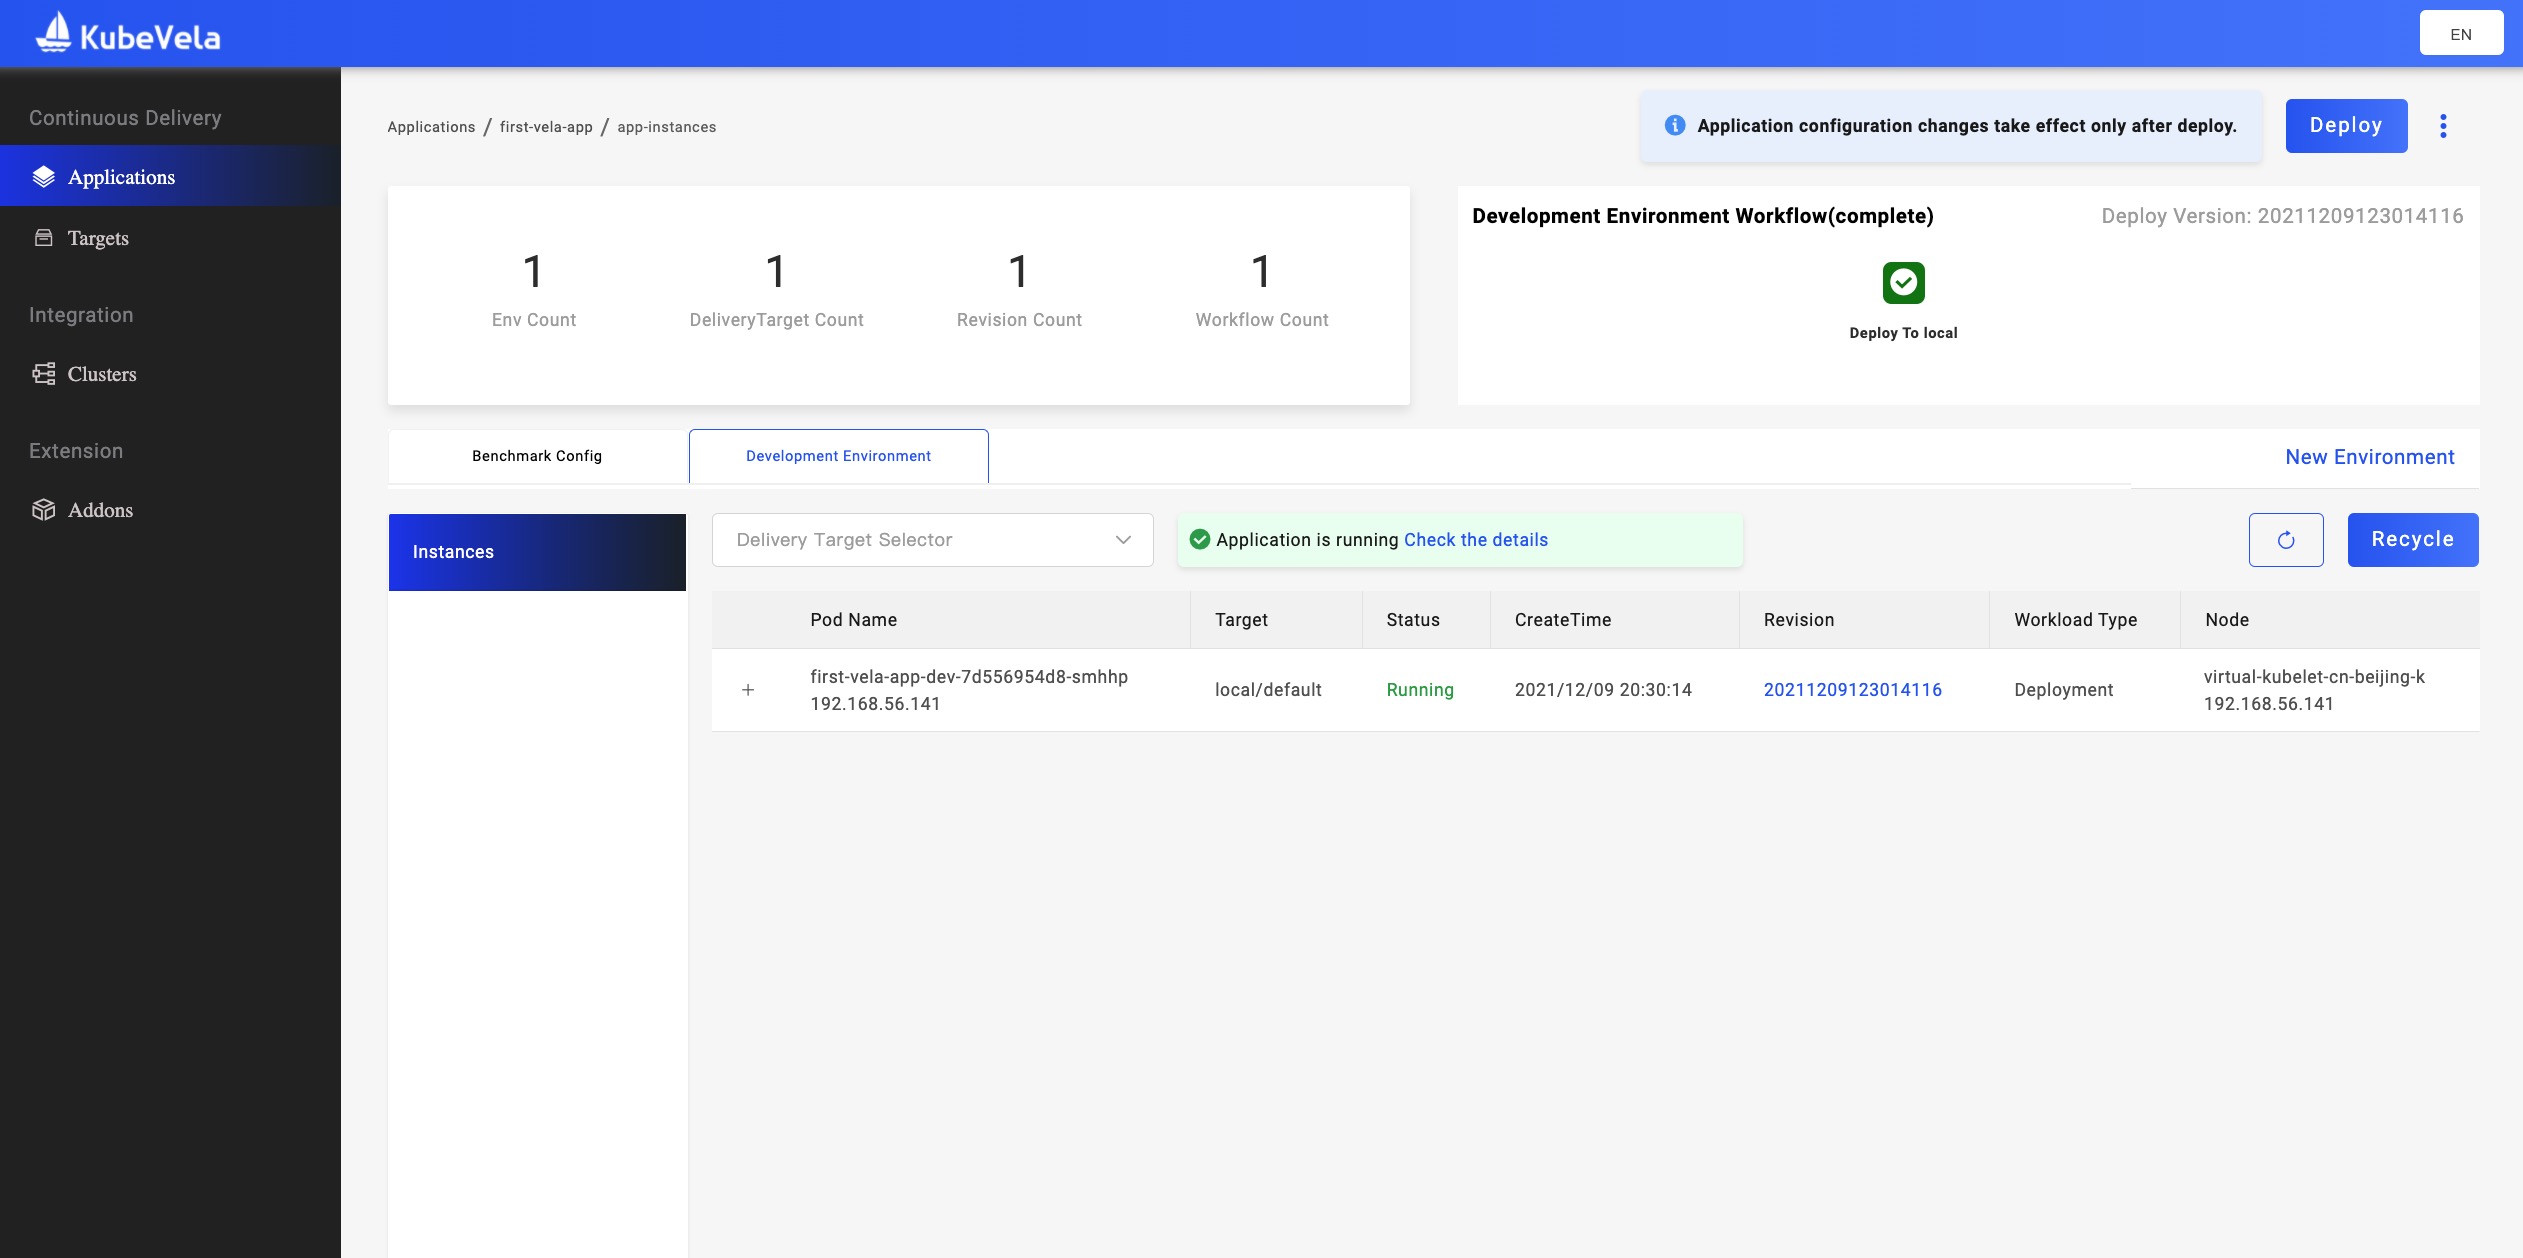 KubeVela
EN
Continuous Delivery
Applications
Targets
Integration
Clusters
Extension
Addons
Applications / first-vela-app / app-instances
Application configuration changes take effect only after deploy.
Deploy
1
Env Count
1
DeliveryTarget Count
1
Revision Count
1
Workflow Count
Development Environment Workflow(complete)
Deploy Version: 20211209123014116
Deploy To local
Benchmark Config
Development Environment
New Environment
Instances
Delivery Target Selector
Application is running Check the details
Recycle
Pod Name Target Status CreateTime Revision Workload Type Node
first-vela-app-dev-7d556954d8-smhhp
192.168.56.141
local/default
Running
2021/12/09 20:30:14
20211209123014116
Deployment
virtual-kubelet-cn-beijing-k
192.168.56.141